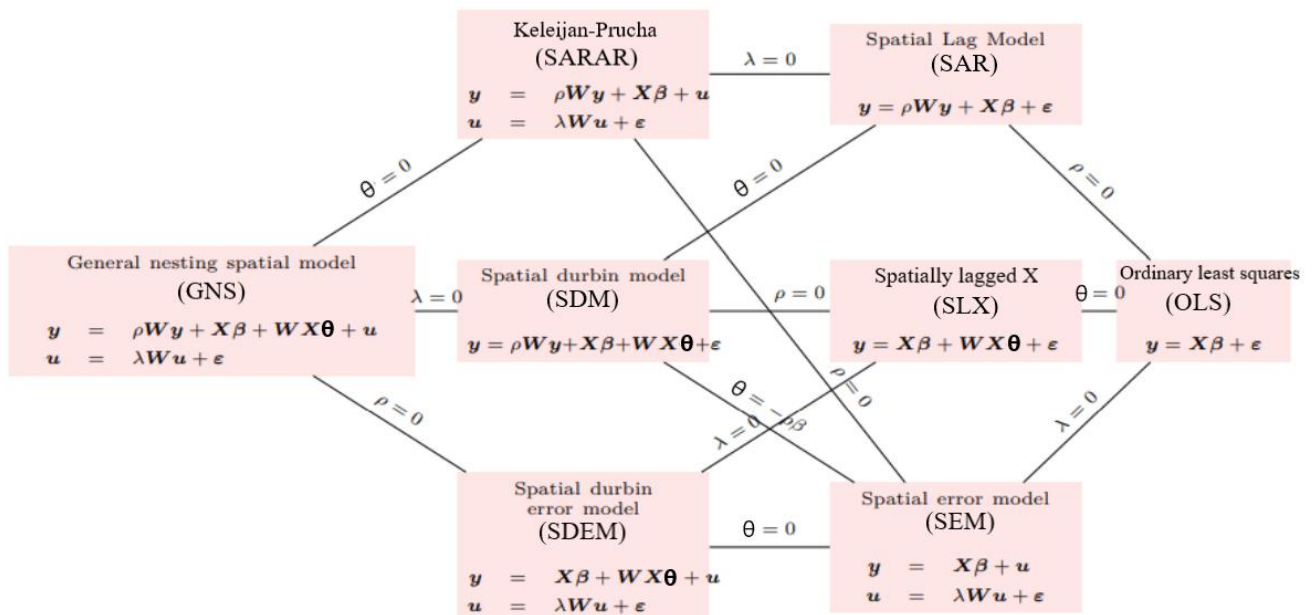 Keleijan-Prucha
(SARAR)
y = ρWy + Xβ + u
u = λWu + ε
λ = 0
Spatial Lag Model
(SAR)
y = ρWy + Xβ + ε
θ = 0
θ = 0
ρ = 0
General nesting spatial model
(GNS)
y = ρWy + Xβ + WXθ + u
u = λWu + ε
λ = 0
Spatial durbin model
(SDM)
y = ρWy+Xβ+WXθ+ε
ρ = 0
Spatially lagged X
(SLX)
y = Xβ + WXθ + ε
θ = 0
Ordinary least squares
(OLS)
y = Xβ + ε
ρ = 0
θ = −ρβ
ρ = 0
λ = 0
λ = 0
Spatial durbin
error model
(SDEM)
y = Xβ + WXθ + u
u = λWu + ε
θ = 0
Spatial error model
(SEM)
y = Xβ + u
u = λWu + ε